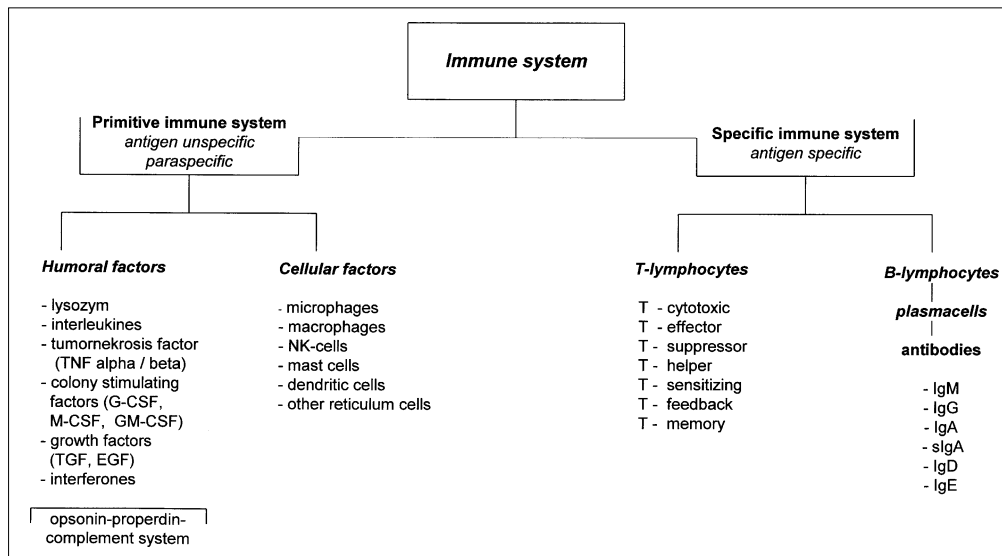 Immune system
Primitive immune system
antigen unspecific
paraspecific
Specific immune system
antigen specific
Humoral factors
- lysozym
- interleukines
- tumornekrosis factor
(TNF alpha / beta)
- colony stimulating
factors (G-CSF,
M-CSF, GM-CSF)
- growth factors
(TGF, EGF)
- interferones
opsonin-properdin-
complement system
Cellular factors
- microphages
- macrophages
- NK-cells
- mast cells
- dendritic cells
- other reticulum cells
T-lymphocytes
T - cytotoxic
T - effector
T - suppressor
T - helper
T - sensitizing
T - feedback
T - memory
B-lymphocytes
plasmacells
antibodies
- IgM
- IgG
- IgA
- sIgA
- IgD
- IgE